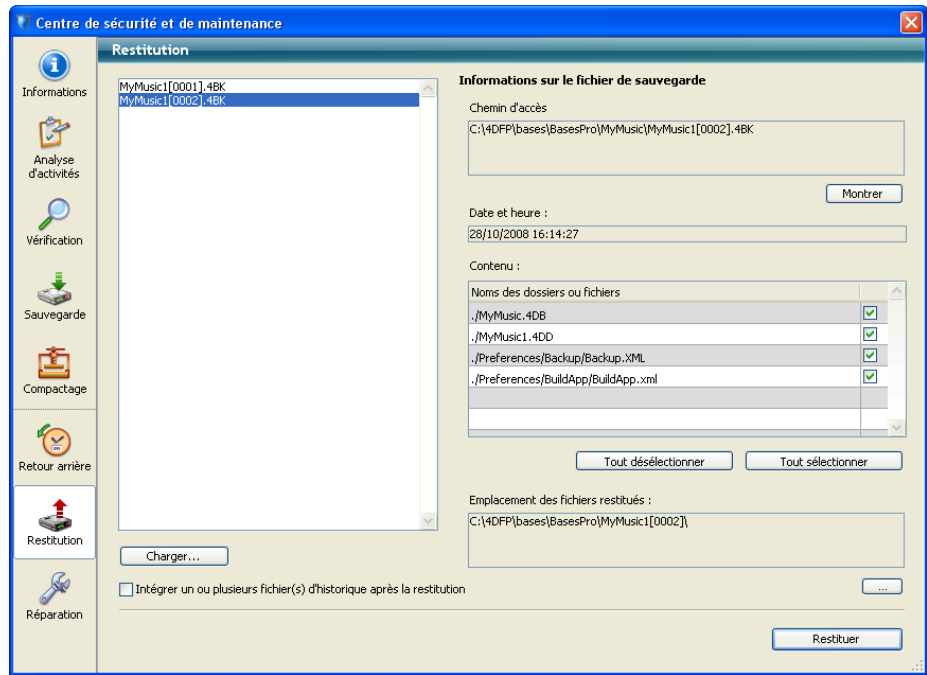 Centre de sécurité et de maintenance
Restitution
Informations
Analyse
d'activités
Vérification
Sauvegarde
Compactage
Retour arrière
Restitution
Réparation
MyMusic1[0001].4BK
MyMusic1[0002].4BK
Charger...
Intégrer un ou plusieurs fichier(s) d'historique après la restitution
Informations sur le fichier de sauvegarde
Chemin d'accès
C:\4DFP\bases\BasesPro\MyMusic\MyMusic1[0002].4BK
Montrer
Date et heure :
28/10/2008 16:14:27
Contenu :
Noms des dossiers ou fichiers
./MyMusic.4DB
./MyMusic1.4DD
./Preferences/Backup/Backup.XML
./Preferences/BuildApp/BuildApp.xml
Tout désélectionner
Tout sélectionner
Emplacement des fichiers restitués :
C:\4DFP\bases\BasesPro\MyMusic1[0002]\
...
Restituer